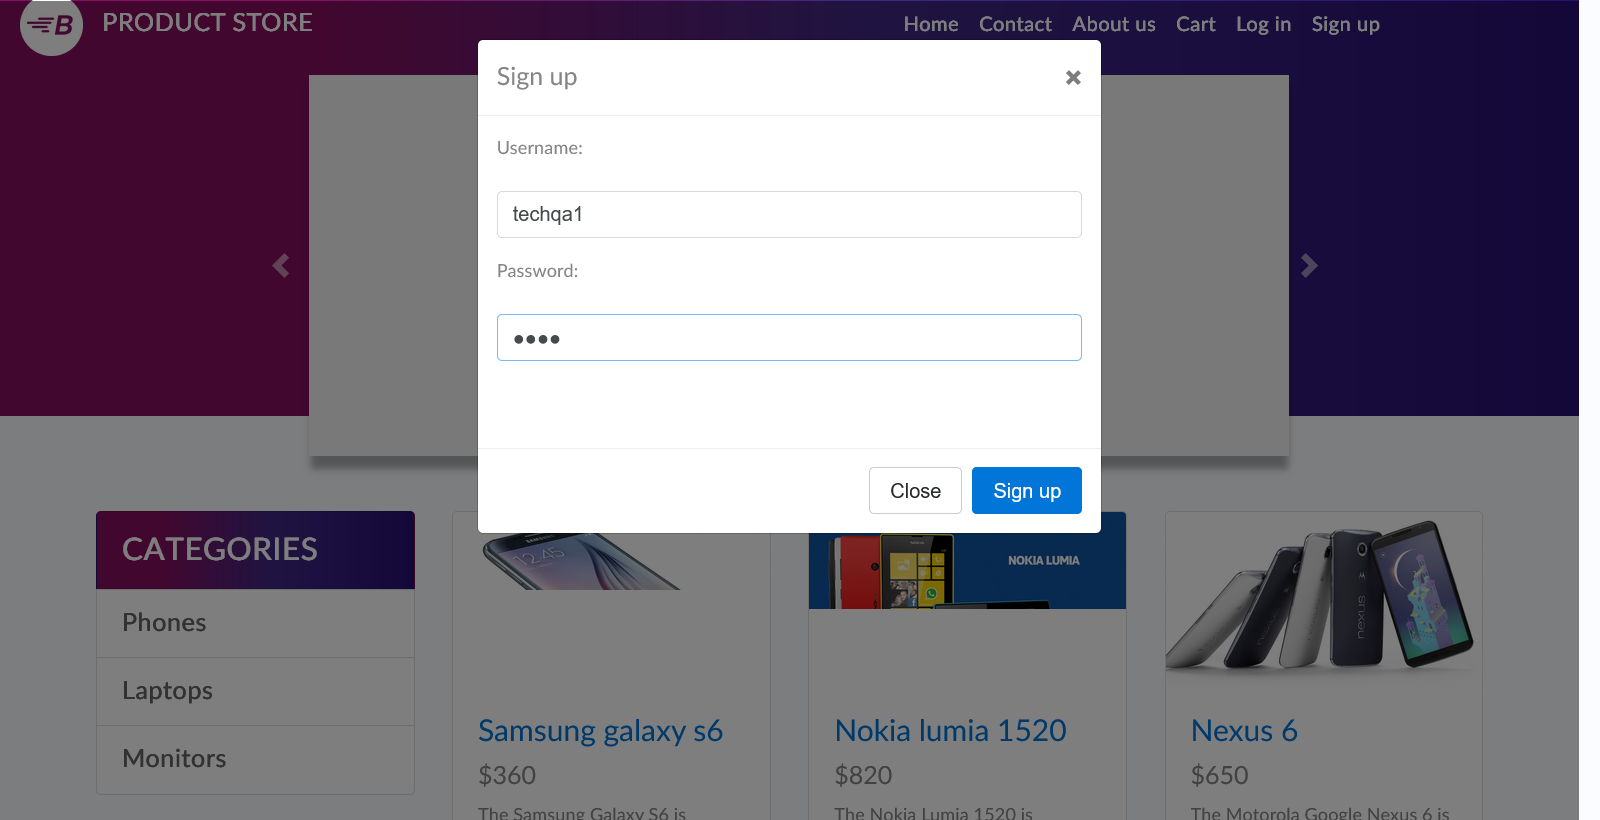 PRODUCT STORE
Home Contact About us Cart Log in Sign up
Sign up
Username:
techqa1
Password:
Close Sign up
CATEGORIES
Phones
Laptops
Monitors
12:45
NOKIA LUMIA
nexus
Samsung galaxy s6
$360
The Samsung Galaxy S6 is
Nokia lumia 1520
$820
The Nokia Lumia 1520 is
Nexus 6
$650
The Motorola Google Nexus 6 is